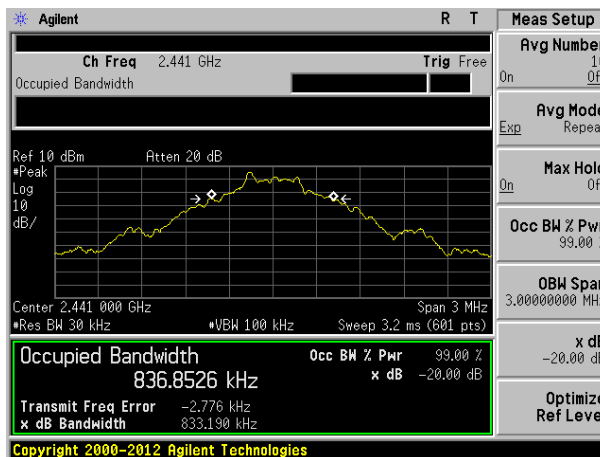 Agilent R T
Meas Setup
Ch Freq 2.441 GHz Trig Free
Occupied Bandwidth
Avg Number
On
Avg Mode
Exp
Ref 10 dBm Atten 20 dB
#Peak
Log
10
dB/
Max Hold
On
Occ BW % Pwr
99.00
Center 2.441 000 GHz Span 3 MHz
#Res BW 30 kHz #VBW 100 kHz Sweep 3.2 ms (601 pts)
OBW Span
3.00000000
Occupied Bandwidth Occ BW % Pwr 99.00 %
836.8526 kHz x dB -20.00 dB
Transmit Freq Error -2.776 kHz
x dB Bandwidth 833.190 kHz
x dB
-20.00
Optimize
Ref Level
Copyright 2000-2012 Agilent Technologies